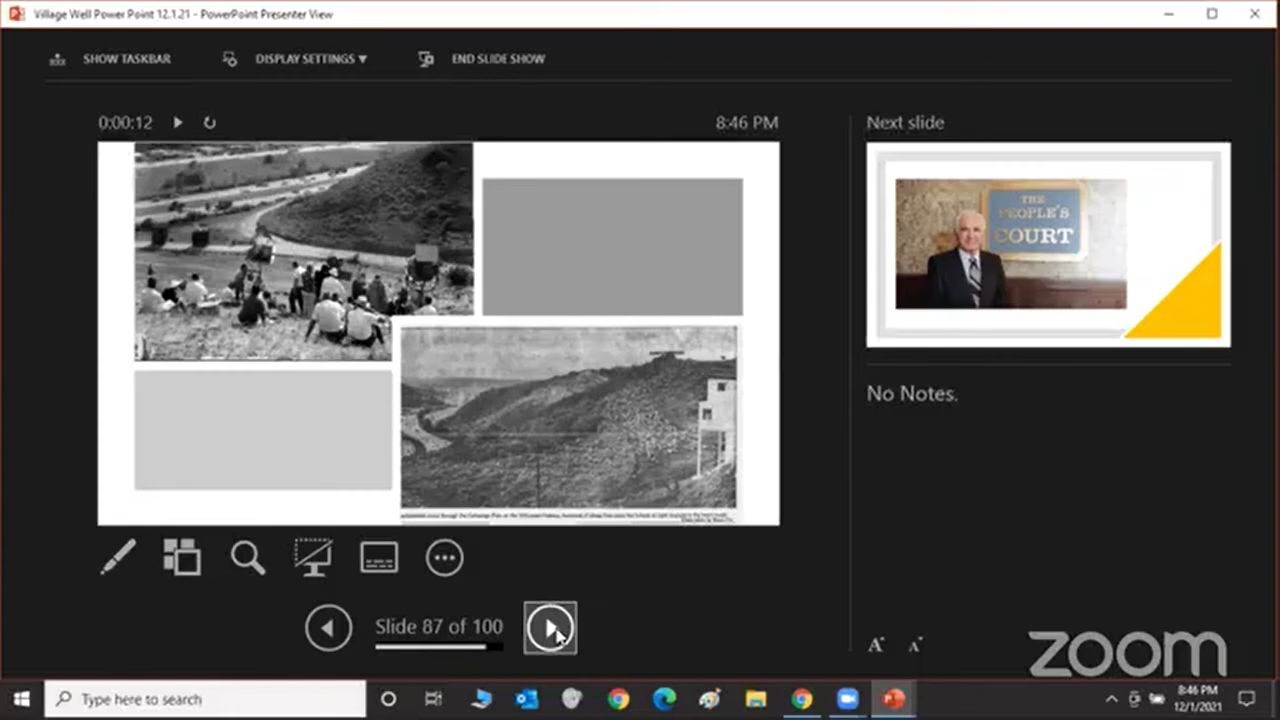 Village Well Power Point 12.1.21 - PowerPoint Presenter View
SHOW TASKBAR
DISPLAY SETTINGS
END SLIDE SHOW
0:00:12
8:46 PM
Next slide
THE
PEOPLE'S
COURT
No Notes.
Slide 87 of 100
A
A
zoom
Type here to search
8:46 PM
12/1/2021